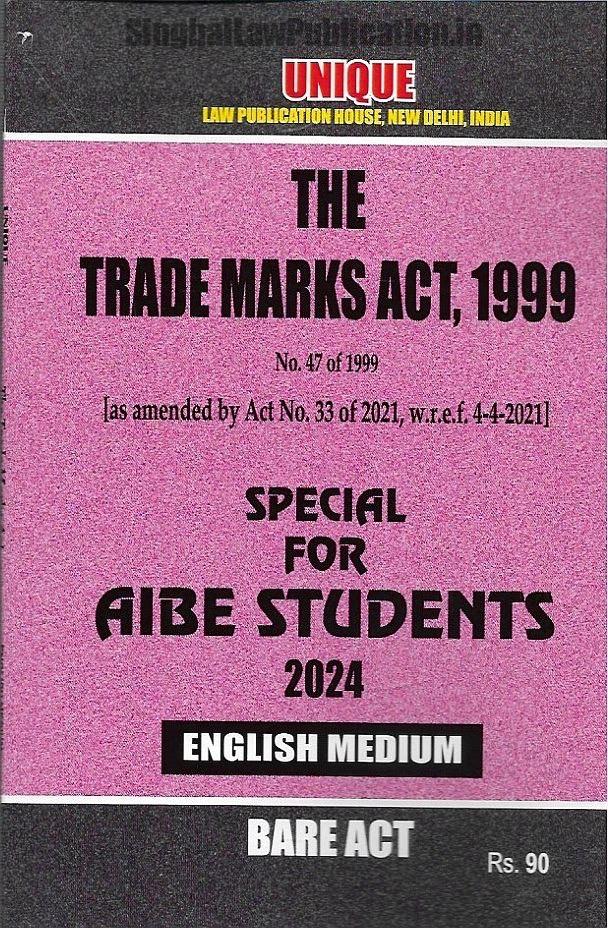 SinghalLawPublication.in
UNIQUE
LAW PUBLICATION HOUSE, NEW DELHI, INDIA
THE
TRADE MARKS ACT, 1999
No. 47 of 1999
[as amended by Act No. 33 of 2021, w.r.e.f. 4-4-2021]
SPECIAL
FOR
AIBE STUDENTS
2024
ENGLISH MEDIUM
BARE ACT
Rs. 90
UNIQUE